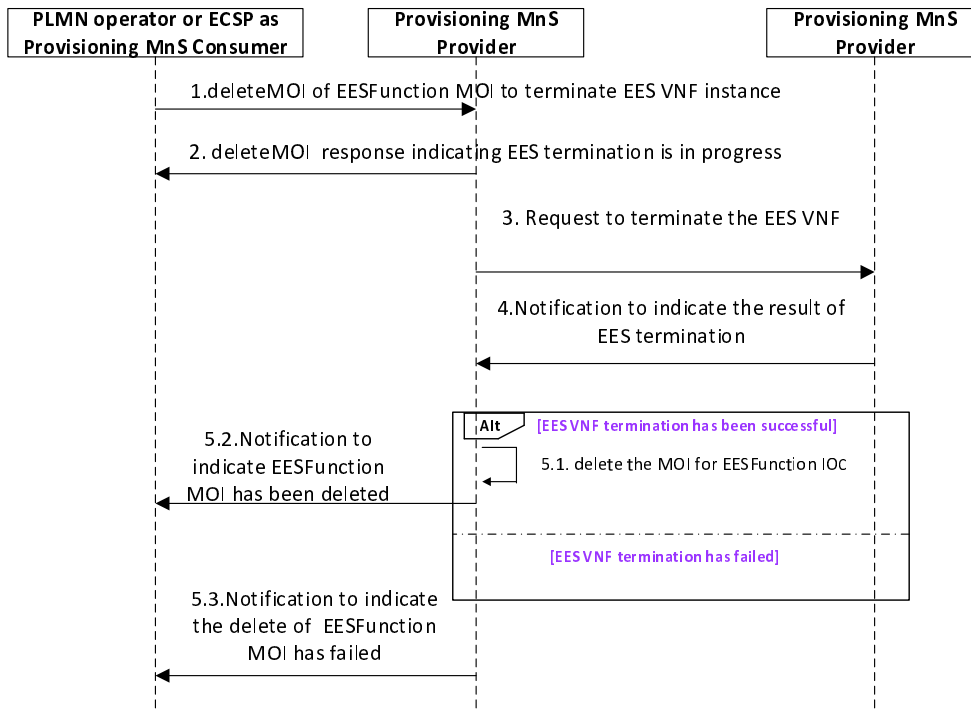 PLMN operator or ECSP as
Provisioning MnS Consumer
Provisioning MnS
Provider
Provisioning MnS
Provider
1.deleteMOI of EESFunction MOI to terminate EES VNF instance
2. deleteMOI response indicating EES termination is in progress
3. Request to terminate the EES VNF
4.Notification to indicate the result of
EES termination
Alt
[EES VNF termination has been successful]
5.1. delete the MOI for EESFunction IOC
5.2.Notification to
indicate EESFunction
MOI has been deleted
[EES VNF termination has failed]
5.3.Notification to indicate
the delete of EESFunction
MOI has failed